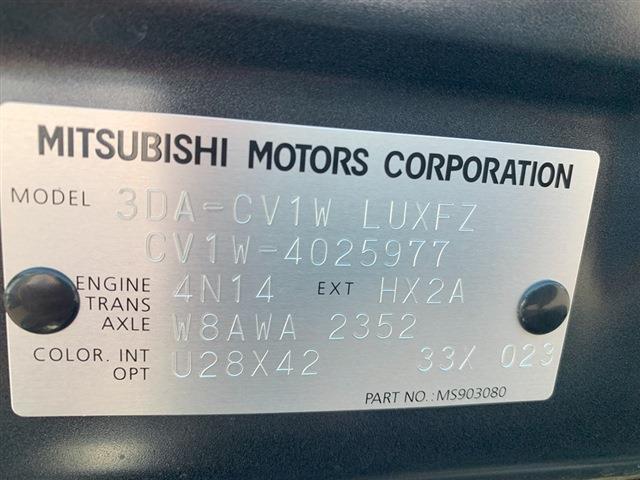 MITSUBISHI MOTORS CORPORATION
MODEL 3DA-CV1W LUXFZ
CV1W-4025977
ENGINE 4N14 EXT HX2A
TRANS
AXLE W8AWA 2352
COLOR. INT U28X42 33X 023
OPT
PART NO.:MS903080